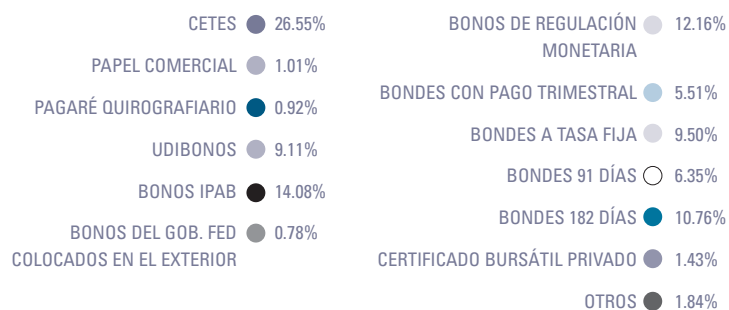 CETES 26.55%
PAPEL COMERCIAL 1.01%
PAGARÉ QUIROGRAFIARIO 0.92%
UDIBONOS 9.11%
BONOS IPAB 14.08%
BONOS DEL GOB. FED 0.78%
COLOCADOS EN EL EXTERIOR
BONOS DE REGULACIÓN 12.16%
MONETARIA
BONDES CON PAGO TRIMESTRAL 5.51%
BONDES A TASA FIJA 9.50%
BONDES 91 DÍAS 6.35%
BONDES 182 DÍAS 10.76%
CERTIFICADO BURSÁTIL PRIVADO 1.43%
OTROS 1.84%